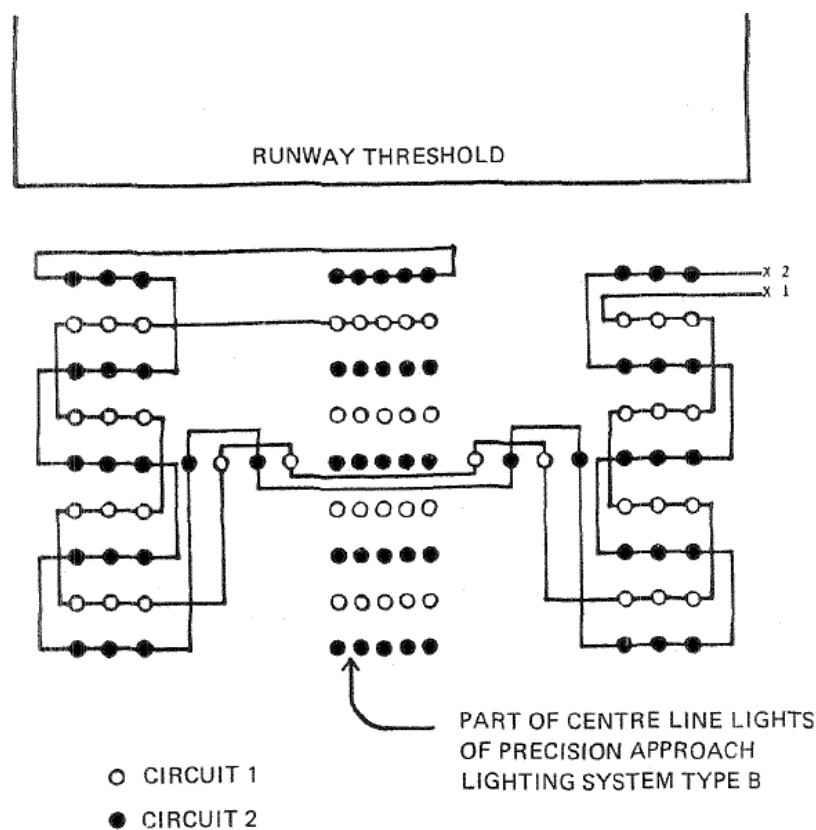 RUNWAY THRESHOLD
X 2
X 1
PART OF CENTRE LINE LIGHTS
OF PRECISION APPROACH
LIGHTING SYSTEM TYPE B
CIRCUIT 1
CIRCUIT 2